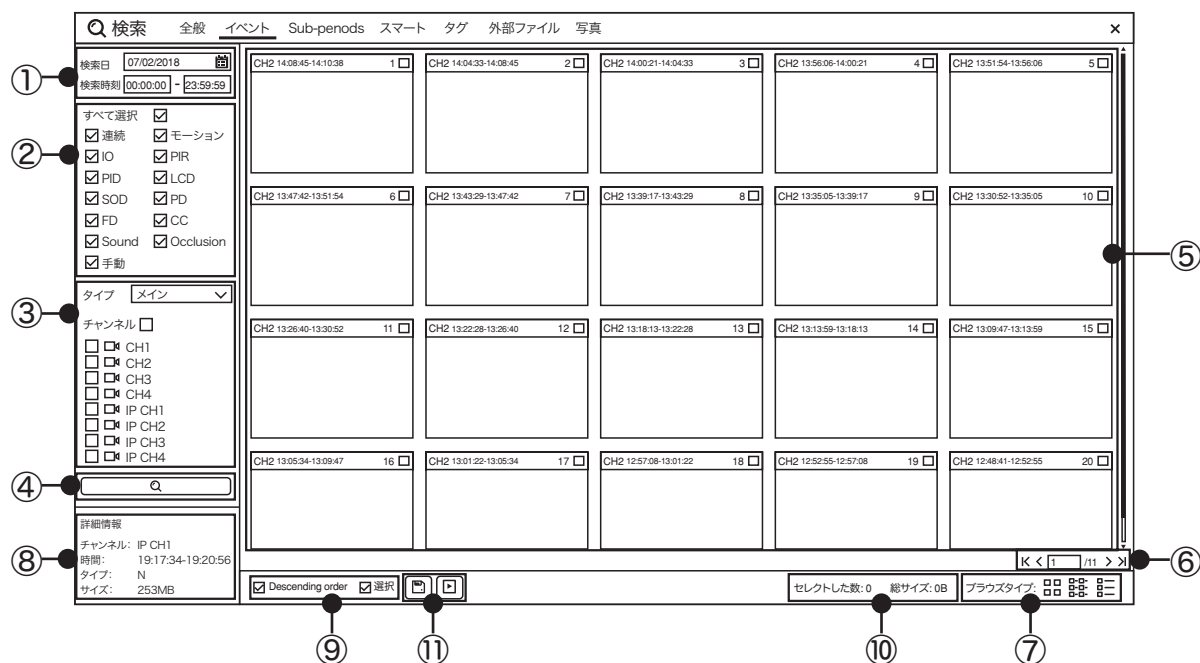 検索 全般 イベント Sub-penods スマート タグ 外部ファイル 写真 ×
① 検索日 07/02/2018
検索時刻 00:00:00 - 23:59:59
② すべて選択
連続 モーション
IO PIR
PID LCD
SOD PD
FD CC
Sound Occlusion
手動
③ タイプ メイン
チャンネル
CH1
CH2
CH3
CH4
IP CH1
IP CH2
IP CH3
IP CH4
④
⑧ 詳細情報
チャンネル: IP CH1
時間: 19:17:34-19:20:56
タイプ: N
サイズ: 253MB
CH2 14:08:45-14:10:38 1
CH2 14:04:33-14:08:45 2
CH2 14:00:21-14:04:33 3
CH2 13:56:06-14:00:21 4
CH2 13:51:54-13:56:06 5
CH2 13:47:42-13:51:54 6
CH2 13:43:29-13:47:42 7
CH2 13:39:17-13:43:29 8
CH2 13:35:05-13:39:17 9
CH2 13:30:52-13:35:05 10
⑤
CH2 13:26:40-13:30:52 11
CH2 13:22:28-13:26:40 12
CH2 13:18:13-13:22:28 13
CH2 13:13:59-13:18:13 14
CH2 13:09:47-13:13:59 15
CH2 13:05:34-13:09:47 16
CH2 13:01:22-13:05:34 17
CH2 12:57:08-13:01:22 18
CH2 12:52:55-12:57:08 19
CH2 12:48:41-12:52:55 20
1 /11 ⑥
Descending order 選択
セレクトした数: 0 総サイズ: 0B
ブラウズタイプ:
⑨ ⑪ ⑩ ⑦